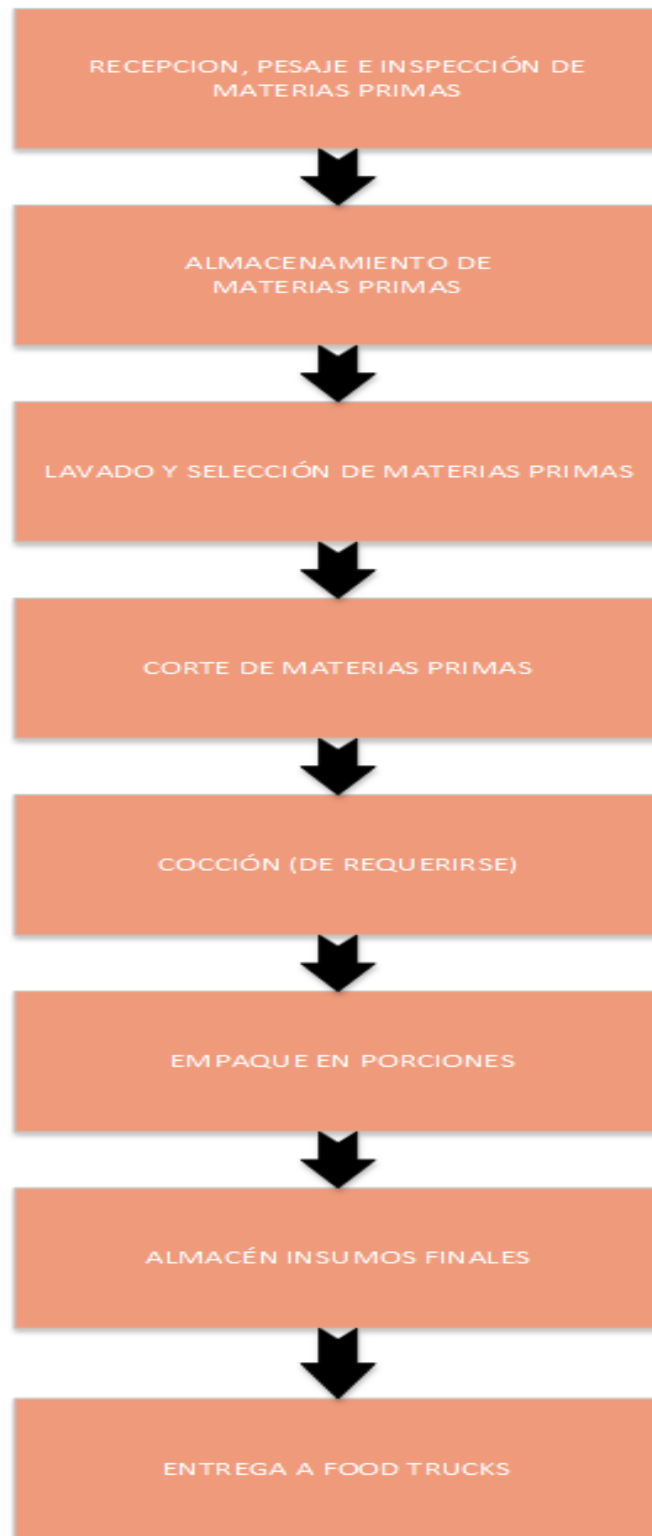 RECEPCION, PESAJE E INSPECCIÓN DE
MATERIAS PRIMAS
ALMACENAMIENTO DE
MATERIAS PRIMAS
LAVADO Y SELECCIÓN DE MATERIAS PRIMAS
CORTE DE MATERIAS PRIMAS
COCCIÓN (DE REQUERIRSE)
EMPAQUE EN PORCIONES
ALMACÉN INSUMOS FINALES
ENTREGA A FOOD TRUCKS